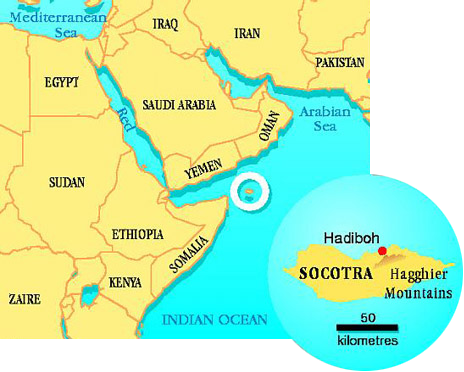 Mediterranean
Sea
IRAQ
IRAN
PAKISTAN
EGYPT
SAUDI ARABIA
Red
OMAN
Arabian
Sea
YEMEN
SUDAN
ETHIOPIA
SOMALIA
KENYA
ZAIRE
INDIAN OCEAN
Hadiboh
SOCOTRA
Hagghier
Mountains
50
kilometres